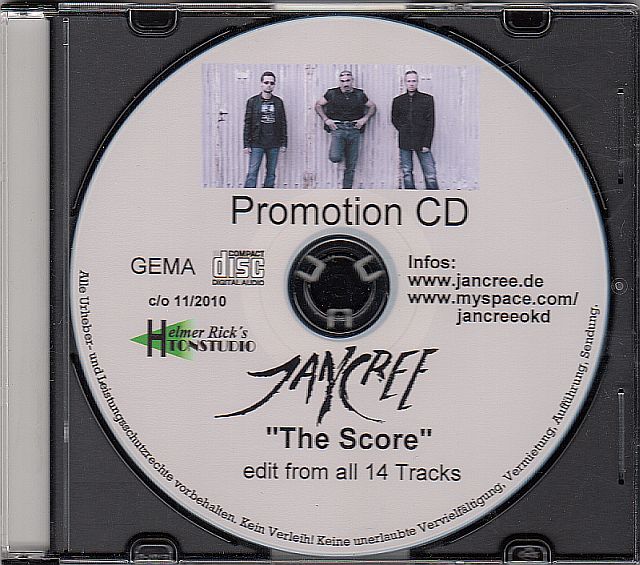 Promotion CD
GEMA
COMPACT
disc
DIGITAL AUDIO
c/o 11/2010
Infos:
www.jancree.de
www.myspace.com/
jancreeokd
Helmer Rick's
TONSTUDIO
JANCREE
"The Score"
edit from all 14 Tracks
Alle Urheber- und Leistungsschutzrechte vorbehalten. Kein Verleih! Keine unerlaubte Vervielfältigung, Vermietung, Aufführung, Sendung.